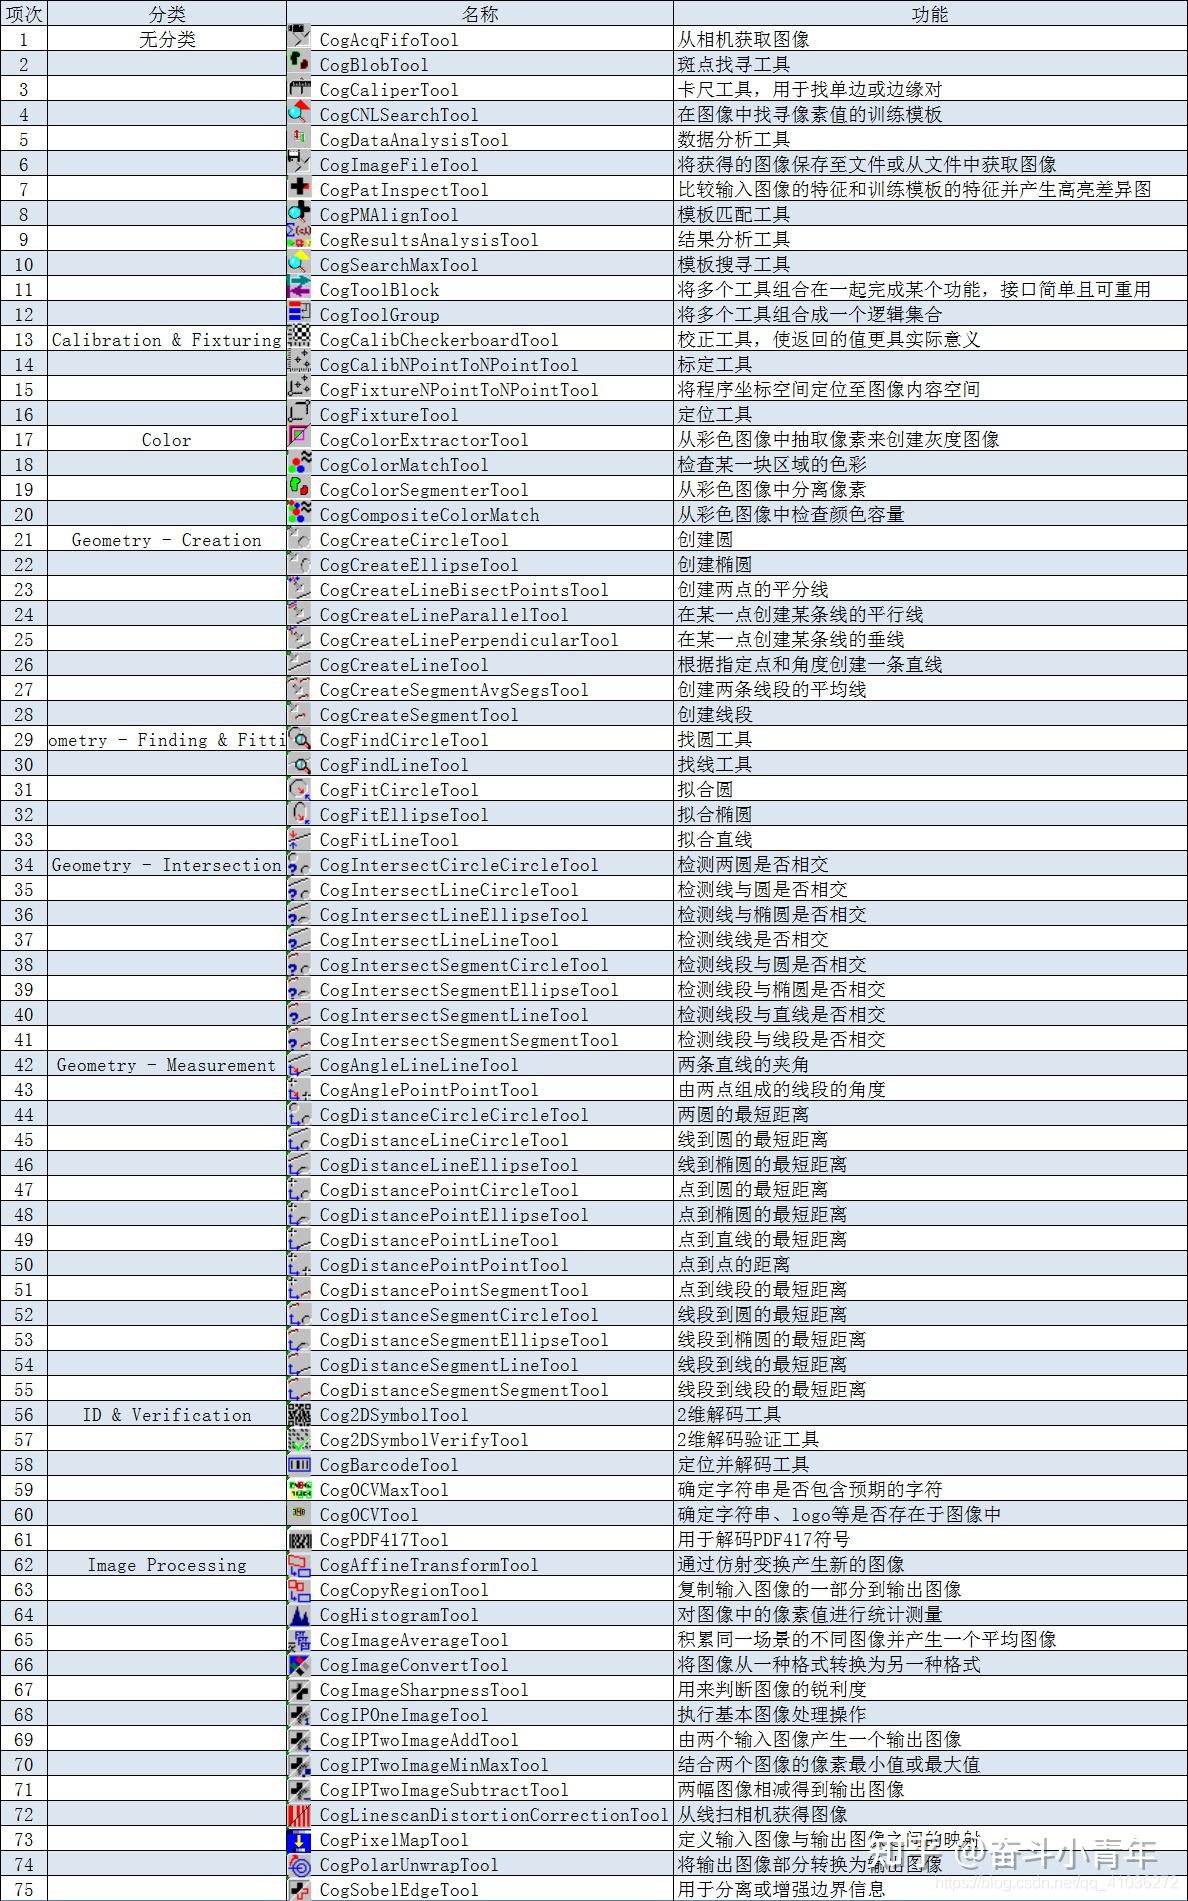 项次 分类 名称 功能
1 无分类 CogAcqFifoTool 从相机获取图像
2 CogBlobTool 斑点找寻工具
3 CogCaliperTool 卡尺工具，用于找单边或边缘对
4 CogCNLSearchTool 在图像中找寻像素值的训练模板
5 CogDataAnalysisTool 数据分析工具
6 CogImageFileTool 将获得的图像保存至文件或从文件中获取图像
7 CogPatInspectTool 比较输入图像的特征和训练模板的特征并产生高亮差异图
8 CogPMAlignTool 模板匹配工具
9 CogResultsAnalysisTool 结果分析工具
10 CogSearchMaxTool 模板搜寻工具
11 CogToolBlock 将多个工具组合在一起完成某个功能，接口简单且可重用
12 CogToolGroup 将多个工具组合成一个逻辑集合
13 Calibration & Fixturing CogCalibCheckerboardTool 校正工具，使返回的值更具实际意义
14 CogCalibNPointToNPointTool 标定工具
15 CogFixtureNPointToNPointTool 将程序坐标空间定位至图像内容空间
16 CogFixtureTool 定位工具
17 Color CogColorExtractorTool 从彩色图像中抽取像素来创建灰度图像
18 CogColorMatchTool 检查某一块区域的色彩
19 CogColorSegmenterTool 从彩色图像中分离像素
20 CogCompositeColorMatch 从彩色图像中检查颜色容量
21 Geometry - Creation CogCreateCircleTool 创建圆
22 CogCreateEllipseTool 创建椭圆
23 CogCreateLineBisectPointsTool 创建两点的平分线
24 CogCreateLineParallelTool 在某一点创建某条线的平行线
25 CogCreateLinePerpendicularTool 在某一点创建某条线的垂线
26 CogCreateLineTool 根据指定点和角度创建一条直线
27 CogCreateSegmentAvgSegsTool 创建两条线段的平均线
28 CogCreateSegmentTool 创建线段
29 ometry - Finding & Fitti CogFindCircleTool 找圆工具
30 CogFindLineTool 找线工具
31 CogFitCircleTool 拟合圆
32 CogFitEllipseTool 拟合椭圆
33 CogFitLineTool 拟合直线
34 Geometry - Intersection CogIntersectCircleCircleTool 检测两圆是否相交
35 CogIntersectLineCircleTool 检测线与圆是否相交
36 CogIntersectLineEllipseTool 检测线与椭圆是否相交
37 CogIntersectLineLineTool 检测线线是否相交
38 CogIntersectSegmentCircleTool 检测线段与圆是否相交
39 CogIntersectSegmentEllipseTool 检测线段与椭圆是否相交
40 CogIntersectSegmentLineTool 检测线段与直线是否相交
41 CogIntersectSegmentSegmentTool 检测线段与线段是否相交
42 Geometry - Measurement CogAngleLineLineTool 两条直线的夹角
43 CogAnglePointPointTool 由两点组成的线段的角度
44 CogDistanceCircleCircleTool 两圆的最短距离
45 CogDistanceLineCircleTool 线到圆的最短距离
46 CogDistanceLineEllipseTool 线到椭圆的最短距离
47 CogDistancePointCircleTool 点到圆的最短距离
48 CogDistancePointEllipseTool 点到椭圆的最短距离
49 CogDistancePointLineTool 点到直线的最短距离
50 CogDistancePointPointTool 点到点的距离
51 CogDistancePointSegmentTool 点到线段的最短距离
52 CogDistanceSegmentCircleTool 线段到圆的最短距离
53 CogDistanceSegmentEllipseTool 线段到椭圆的最短距离
54 CogDistanceSegmentLineTool 线段到线的最短距离
55 CogDistanceSegmentSegmentTool 线段到线段的最短距离
56 ID & Verification Cog2DSymbolTool 2维解码工具
57 Cog2DSymbolVerifyTool 2维解码验证工具
58 CogBarcodeTool 定位并解码工具
59 CogOCVMaxTool 确定字符串是否包含预期的字符
60 CogOCVTool 确定字符串、logo等是否存在于图像中
61 CogPDF417Tool 用于解码PDF417符号
62 Image Processing CogAffineTransformTool 通过仿射变换产生新的图像
63 CogCopyRegionTool 复制输入图像的一部分到输出图像
64 CogHistogramTool 对图像中的像素值进行统计测量
65 CogImageAverageTool 积累同一场景的不同图像并产生一个平均图像
66 CogImageConvertTool 将图像从一种格式转换为另一种格式
67 CogImageSharpnessTool 用来判断图像的锐利度
68 CogIPOneImageTool 执行基本图像处理操作
69 CogIPTwoImageAddTool 由两个输入图像产生一个输出图像
70 CogIPTwoImageMinMaxTool 结合两个图像的像素最小值或最大值
71 CogIPTwoImageSubtractTool 两幅图像相减得到输出图像
72 CogLinescanDistortionCorrectionTool 从线扫相机获得图像
73 CogPixelMapTool 定义输入图像与输出图像之间的映射
74 CogPolarUnwrapTool 将输出图像部分转换为输出图像
75 CogSobelEdgeTool 用于分离或增强边界信息
知乎 @奋斗小青年
https://blog.csdn.net/qq_41036272